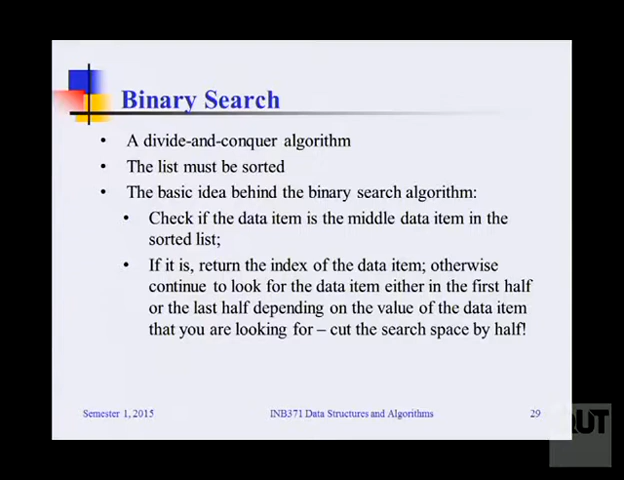 Binary Search
• A divide-and-conquer algorithm
• The list must be sorted
• The basic idea behind the binary search algorithm:
• Check if the data item is the middle data item in the
sorted list;
• If it is, return the index of the data item; otherwise
continue to look for the data item either in the first half
or the last half depending on the value of the data item
that you are looking for – cut the search space by half!
Semester 1, 2015 INB371 Data Structures and Algorithms 29
QUT